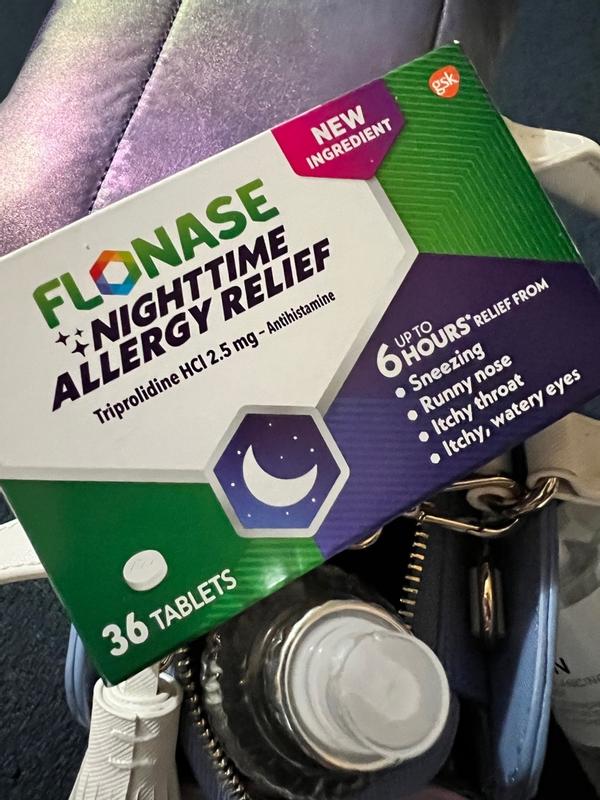 gsk
NEW
INGREDIENT
FLONASE
NIGHTTIME
ALLERGY RELIEF
Triprolidine HCl 2.5 mg – Antihistamine
6 UP TO HOURS* RELIEF FROM
Sneezing
Runny nose
Itchy throat
Itchy, watery eyes
36 TABLETS